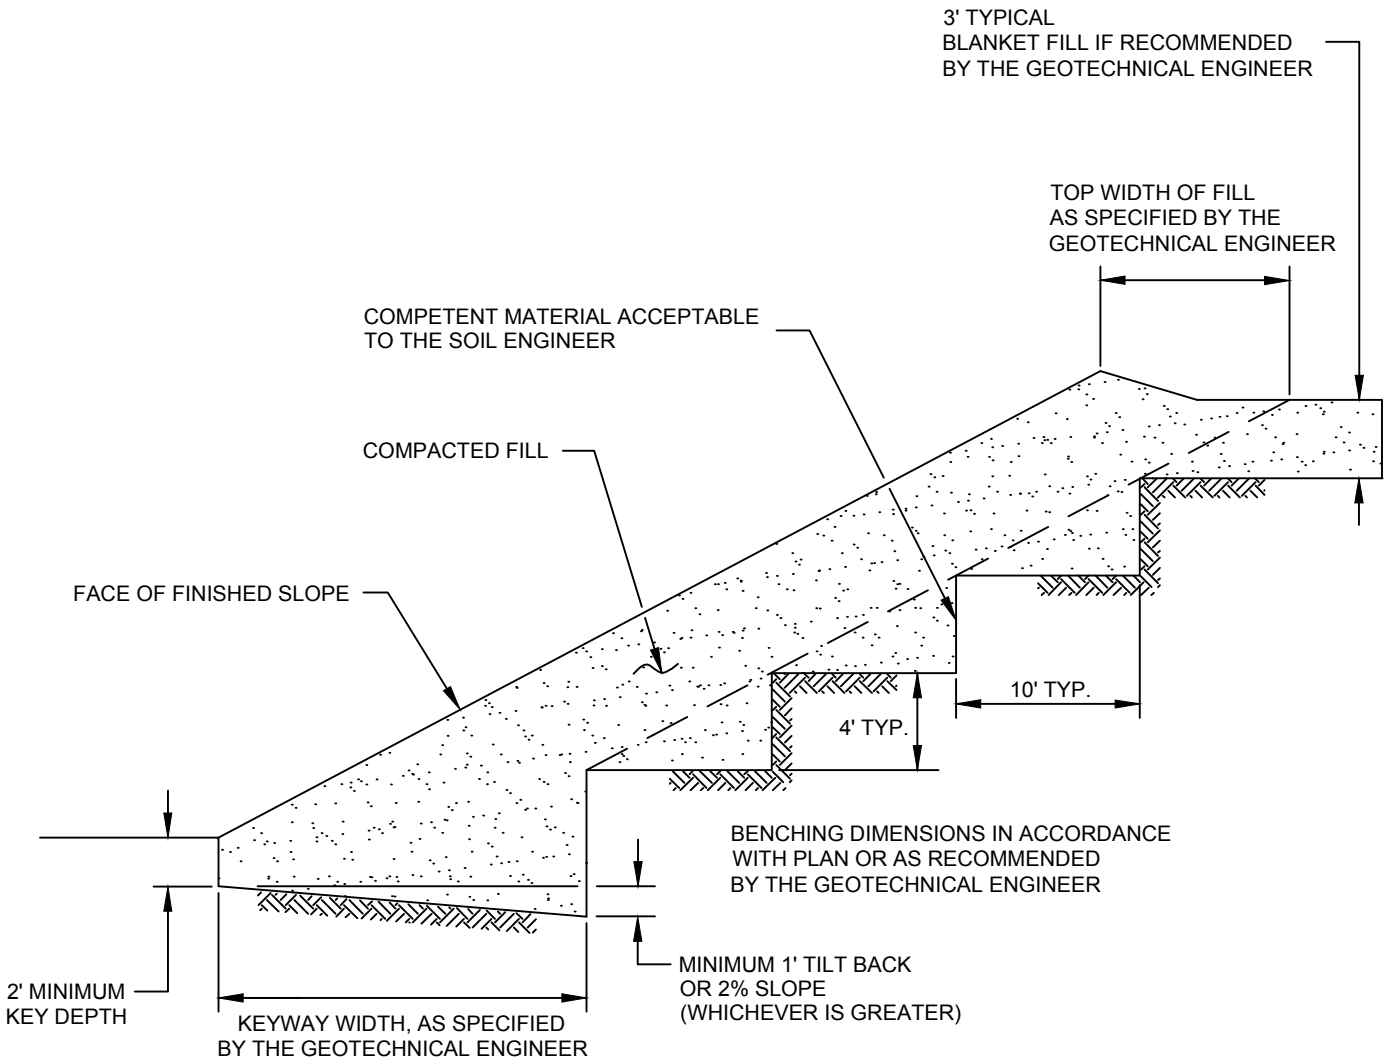 3' TYPICAL
BLANKET FILL IF RECOMMENDED
BY THE GEOTECHNICAL ENGINEER
TOP WIDTH OF FILL
AS SPECIFIED BY THE
GEOTECHNICAL ENGINEER
COMPETENT MATERIAL ACCEPTABLE
TO THE SOIL ENGINEER
COMPACTED FILL
FACE OF FINISHED SLOPE
10' TYP.
4' TYP.
BENCHING DIMENSIONS IN ACCORDANCE
WITH PLAN OR AS RECOMMENDED
BY THE GEOTECHNICAL ENGINEER
MINIMUM 1' TILT BACK
OR 2% SLOPE
(WHICHEVER IS GREATER)
2' MINIMUM
KEY DEPTH
KEYWAY WIDTH, AS SPECIFIED
BY THE GEOTECHNICAL ENGINEER